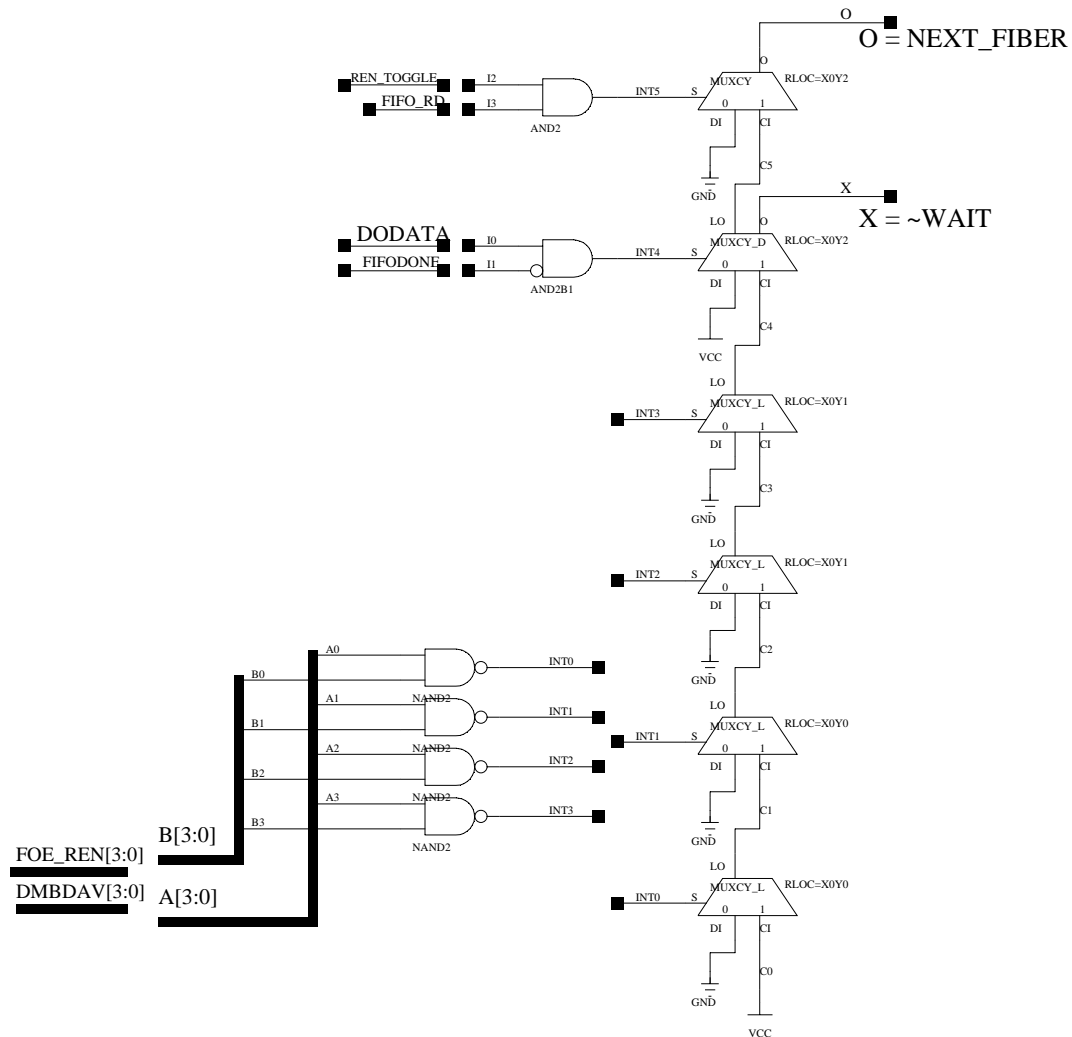 O
O = NEXT_FIBER
O
REN_TOGGLE I2 MUXCY RLOC=X0Y2
INT5 S
FIFO_RD I3 0 1
AND2 DI CI
C5
GND X
LO O X = ~WAIT
DODATA I0 MUXCY_D RLOC=X0Y2
INT4 S
FIFODONE I1 0 1
AND2B1 DI CI
C4
VCC
LO
MUXCY_L RLOC=X0Y1
INT3 S
0 1
DI CI
C3
GND
LO
MUXCY_L RLOC=X0Y1
INT2 S
0 1
DI CI
A0 C2
INT0
B0 GND
A1 NAND2 LO
INT1 MUXCY_L RLOC=X0Y0
B1 INT1 S
A2 NAND2 0 1
INT2 DI CI
B2
A3 NAND2
INT3 C1
B3
B[3:0] NAND2 GND
FOE_REN[3:0] LO
DMBDAV[3:0] A[3:0] MUXCY_L RLOC=X0Y0
INT0 S
0 1
DI CI
C0
GND
VCC